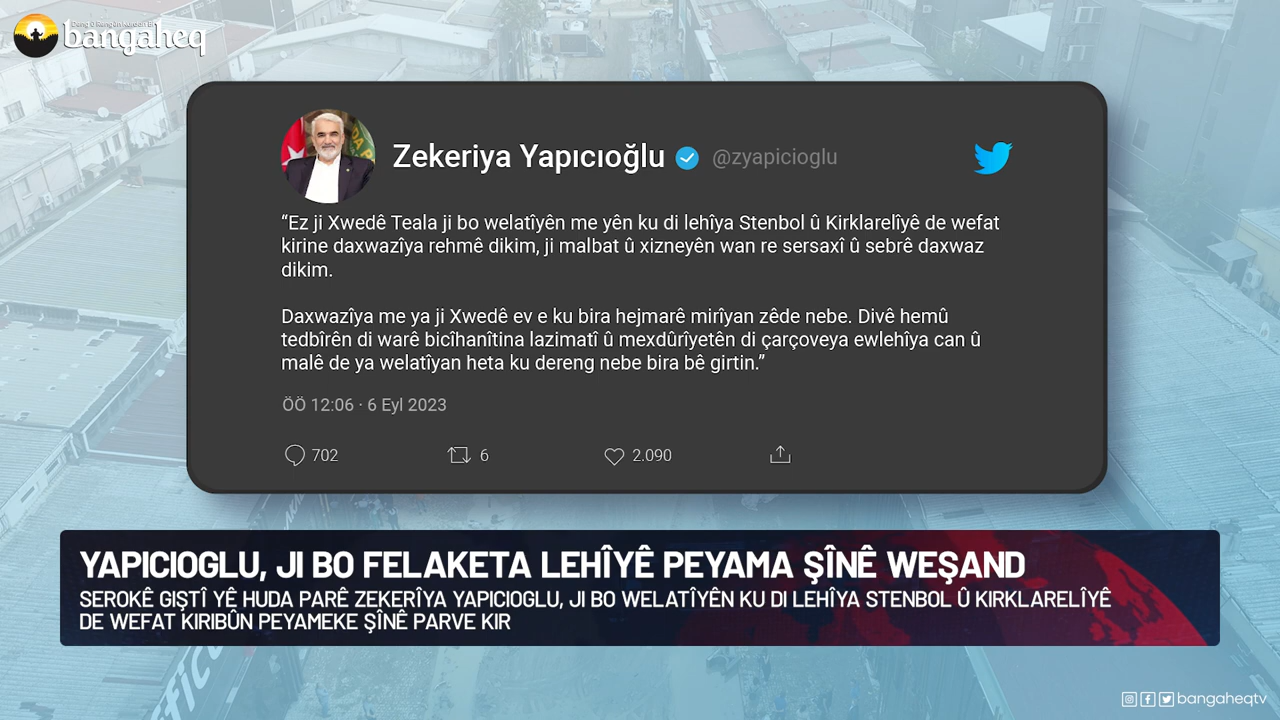 Deng û Rengên Kurdan e!
bangaheq
Zekeriya Yapıcıoğlu @zyapicioglu
“Ez ji Xwedê Teala ji bo welatîyên me yên ku di lehîya Stenbol û Kirklarelîyê de wefat
kirine daxwazîya rehmê dikim, ji malbat û xizneyên wan re sersaxî û sebrê daxwaz
dikim.
Daxwazîya me ya ji Xwedê ev e ku bira hejmarê mirîyan zêde nebe. Divê hemû
tedbîrên di warê bicîhanîtina lazimatî û mexdûrîyetên di çarçoveya ewlehîya can û
malê de ya welatîyan heta ku dereng nebe bira bê girtin.”
ÖÖ 12:06 · 6 Eyl 2023
702 6 2.090
YAPICIOGLU, JI BO FELAKETA LEHÎYÊ PEYAMA ŞÎNÊ WEŞAND
SEROKÊ GIŞTÎ YÊ HUDA PARÊ ZEKERÎYA YAPICIOGLU, JI BO WELATÎYÊN KU DI LEHÎYA STENBOL Û KIRKLARELÎYÊ
DE WEFAT KIRIBÛN PEYAMEKE ŞÎNÊ PARVE KIR
bangaheqtv